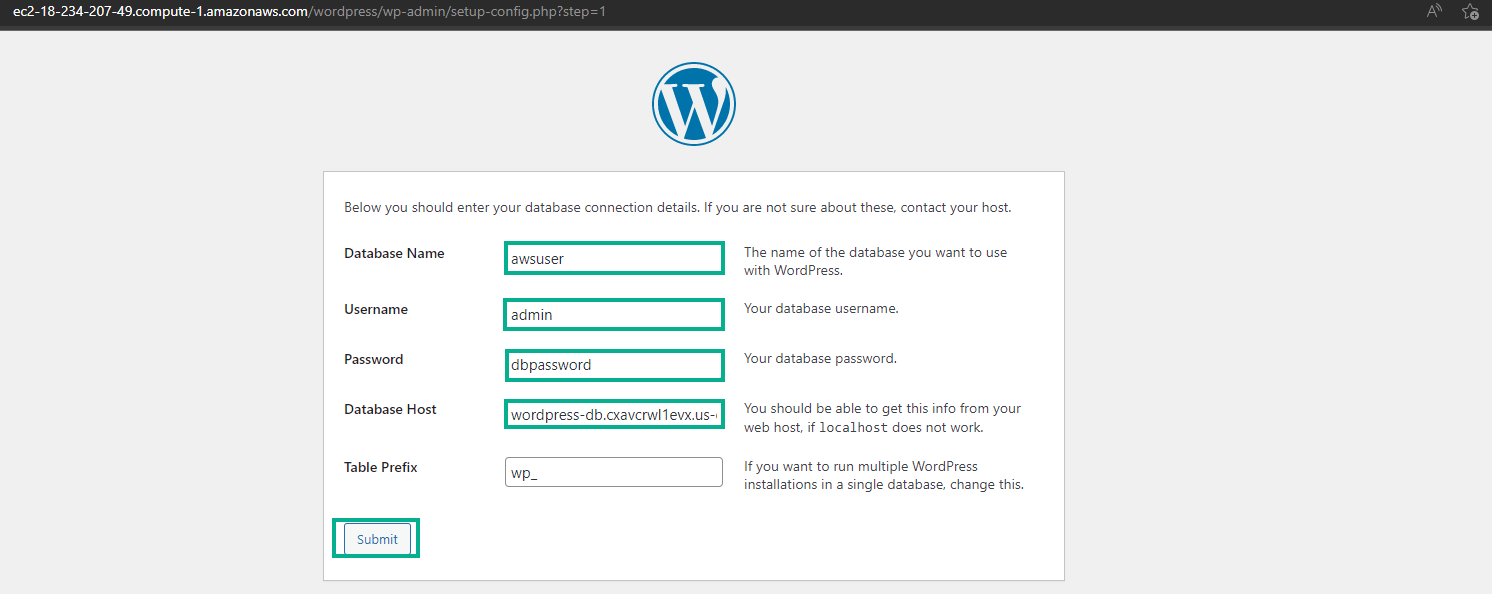 ec2-18-234-207-49.compute-1.amazonaws.com/wordpress/wp-admin/setup-config.php?step=1
Below you should enter your database connection details. If you are not sure about these, contact your host.
Database Name
awsuser
The name of the database you want to use
with WordPress.
Username
admin
Your database username.
Password
dbpassword
Your database password.
Database Host
wordpress-db.cxavcrwl1evx.us-
You should be able to get this info from your
web host, if localhost does not work.
Table Prefix
wp_
If you want to run multiple WordPress
installations in a single database, change this.
Submit